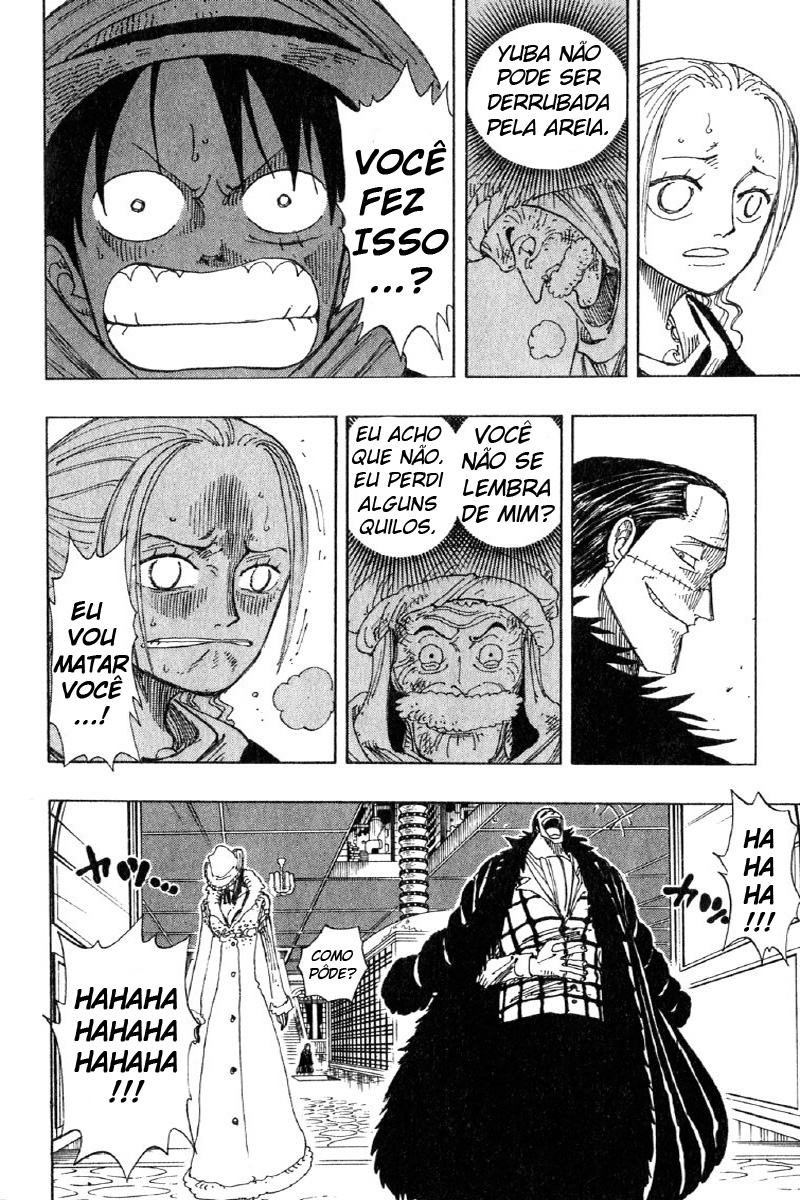 YUBA NÃO
PODE SER
DERRUBADA
PELA AREIA.
VOCÊ
FEZ
ISSO
...?
VOCÊ
NÃO SE
LEMBRA
DE MIM?
EU ACHO
QUE NÃO.
EU PERDI
ALGUNS
QUILOS.
EU
VOU
MATAR
VOCÊ
...!
HA
HA
HA
!!!
COMO
PÔDE?
HAHAHA
HAHAHA
HAHAHA
!!!